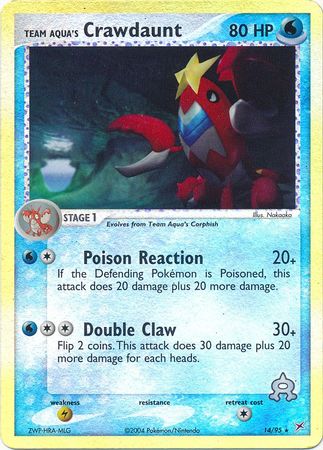 TEAM AQUA'S Crawdaunt 80 HP
Illus. Nakaoka
STAGE 1
Evolves from Team Aqua's Corphish
Poison Reaction 20+
If the Defending Pokémon is Poisoned, this
attack does 20 damage plus 20 more damage.
Double Claw 30+
Flip 2 coins. This attack does 30 damage plus 20
more damage for each heads.
weakness resistance retreat cost
ZWP-HRA-MLG ©2004 Pokémon/Nintendo 14/95 ★